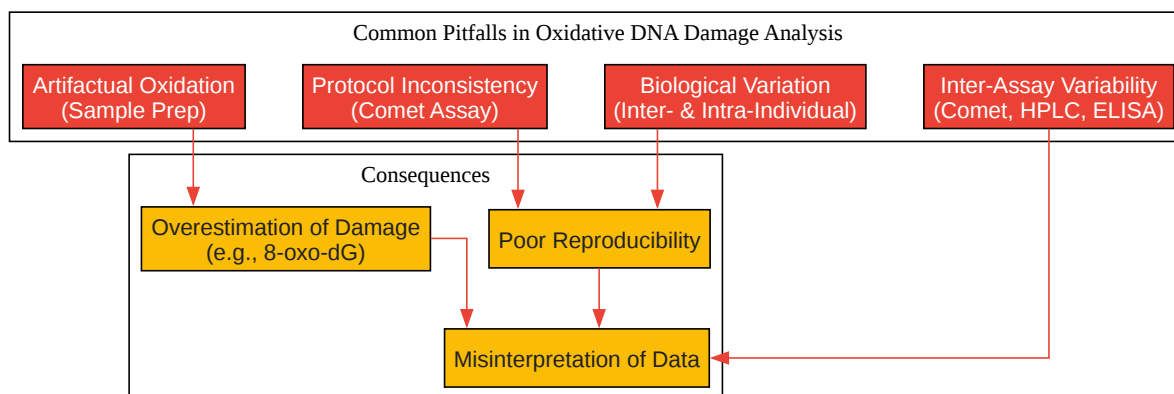 Common Pitfalls in Oxidative DNA Damage Analysis
Artifactual Oxidation
(Sample Prep)
Protocol Inconsistency
(Comet Assay)
Biological Variation
(Inter- & Intra-Individual)
Inter-Assay Variability
(Comet, HPLC, ELISA)
Consequences
Overestimation of Damage
(e.g., 8-oxo-dG)
Poor Reproducibility
Misinterpretation of Data